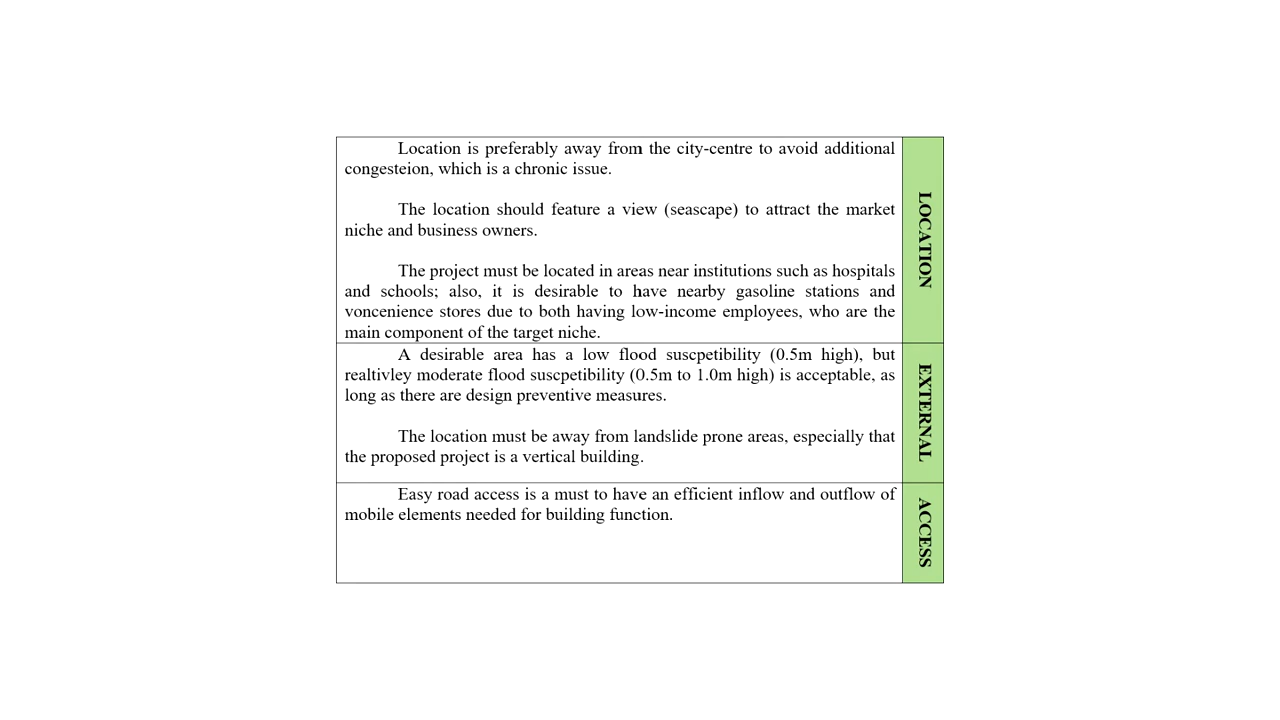 Location is preferably away from the city-centre to avoid additional
congesteion, which is a chronic issue.
The location should feature a view (seascape) to attract the market
niche and business owners.
The project must be located in areas near institutions such as hospitals
and schools; also, it is desirable to have nearby gasoline stations and
voncenience stores due to both having low-income employees, who are the
main component of the target niche.
LOCATION
A desirable area has a low flood suscpetibility (0.5m high), but
realtivley moderate flood suscpetibility (0.5m to 1.0m high) is acceptable, as
long as there are design preventive measures.
The location must be away from landslide prone areas, especially that
the proposed project is a vertical building.
EXTERNAL
Easy road access is a must to have an efficient inflow and outflow of
mobile elements needed for building function.
ACCESS